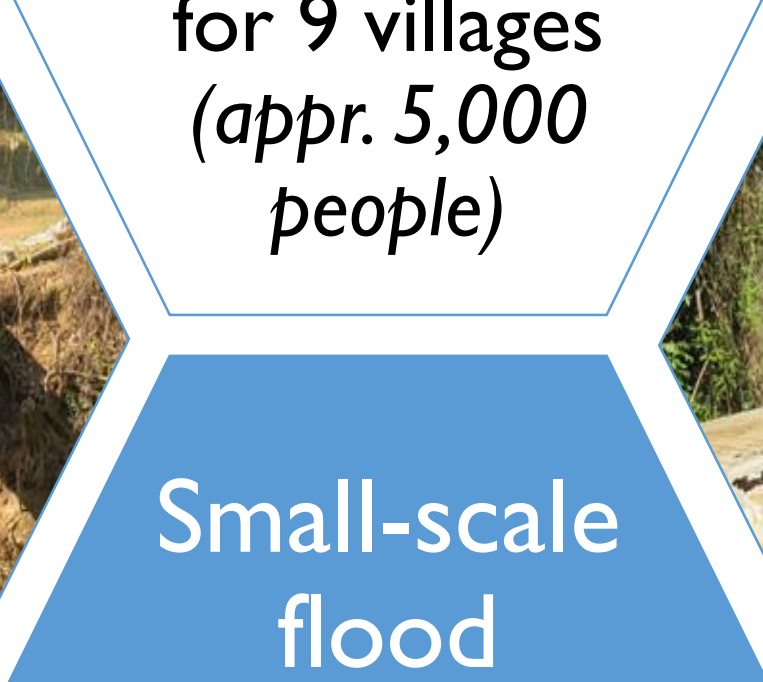 for 9 villages
(appr. 5,000
people)
Small-scale
flood